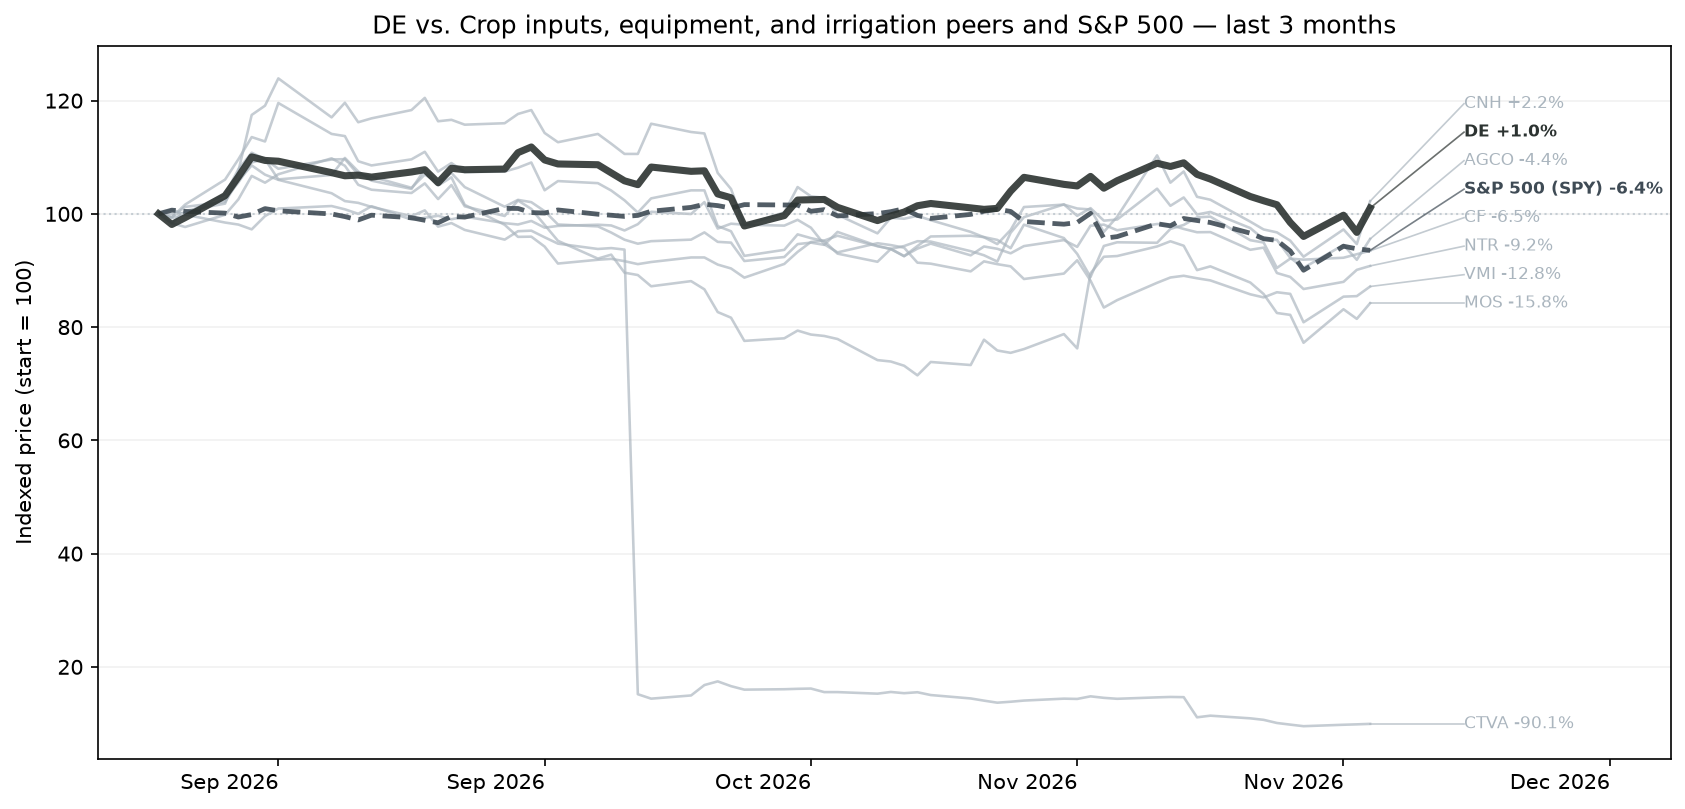 DE vs. Crop inputs, equipment, and irrigation peers and S&P 500 — last 3 months
Indexed price (start = 100)
120
100
80
60
40
20
CNH +2.2%
DE +1.0%
AGCO -4.4%
S&P 500 (SPY) -6.4%
CF -6.5%
NTR -9.2%
VMI -12.8%
MOS -15.8%
CTVA -90.1%
Sep 2026
Sep 2026
Oct 2026
Nov 2026
Nov 2026
Dec 2026